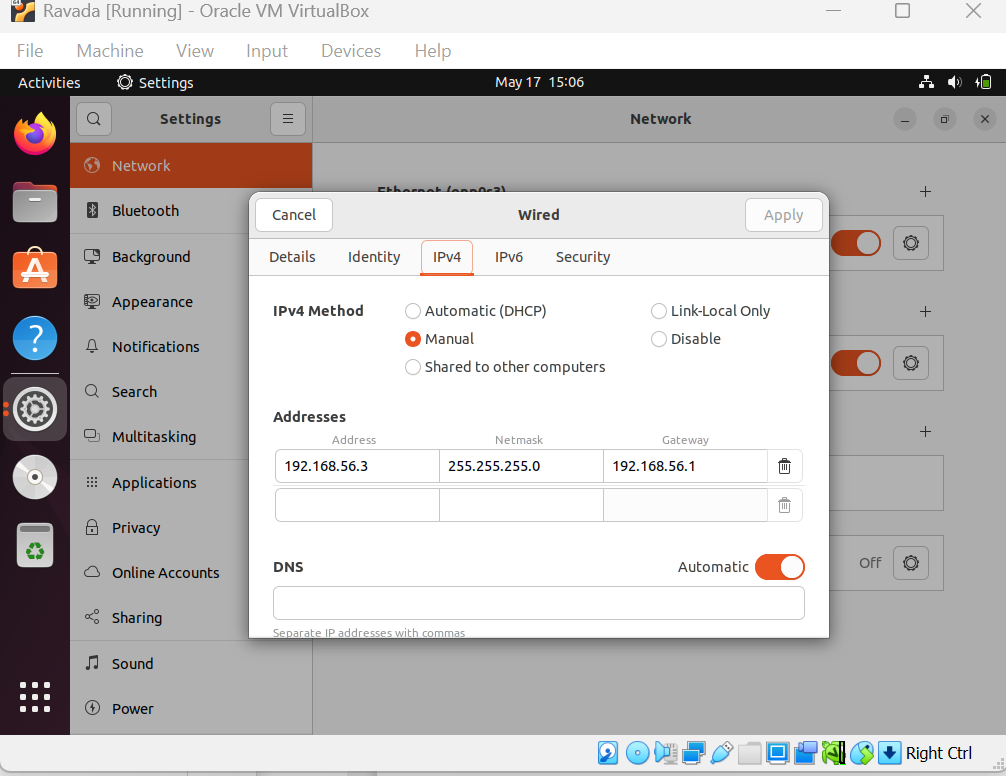 Ravada [Running] - Oracle VM VirtualBox
File Machine View Input Devices Help
Activities Settings May 17 15:06
Settings Network
Network
Bluetooth
Background
Appearance
Notifications
Search
Multitasking
Applications
Privacy
Online Accounts
Sharing
Sound
Power
Ethernet (enp0s3)
Off
Cancel Wired Apply
Details Identity IPv4 IPv6 Security
IPv4 Method Automatic (DHCP) Link-Local Only
Manual Disable
Shared to other computers
Addresses
Address Netmask Gateway
192.168.56.3 255.255.255.0 192.168.56.1
DNS Automatic
Separate IP addresses with commas
Right Ctrl